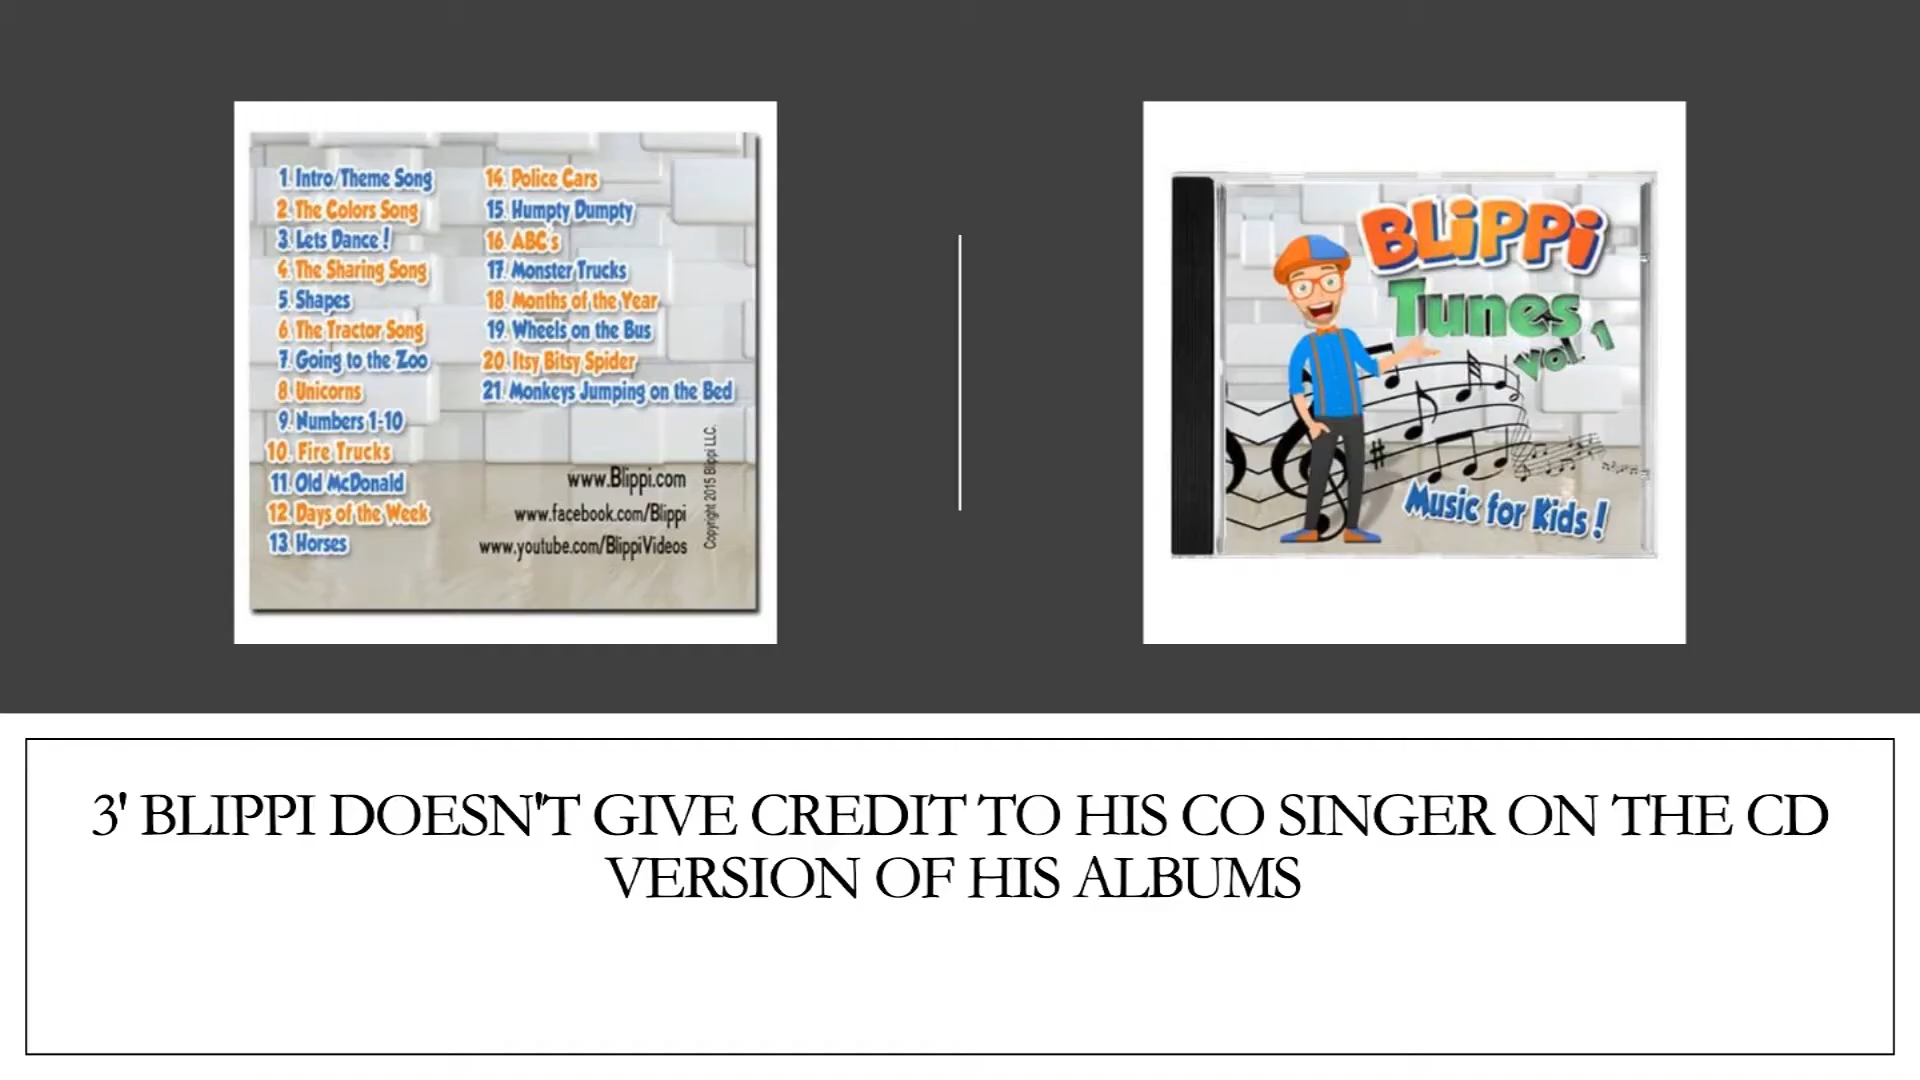 1. Intro/Theme Song
2. The Colors Song
3. Lets Dance!
4. The Sharing Song
5. Shapes
6. The Tractor Song
7. Going to the Zoo
8. Unicorns
9. Numbers 1-10
10. Fire Trucks
11. Old McDonald
12. Days of the Week
13. Horses
14. Police Cars
15. Humpty Dumpty
16. ABC's
17. Monster Trucks
18. Months of the Year
19. Wheels on the Bus
20. Itsy Bitsy Spider
21. Monkeys Jumping on the Bed
www.Blippi.com
www.facebook.com/Blippi
www.youtube.com/BlippiVideos
Copyright 2015 Blippi LLC.
BLiPPi
Tunes
Vol. 1
Music for Kids!
3' BLIPPI DOESN'T GIVE CREDIT TO HIS CO SINGER ON THE CD
VERSION OF HIS ALBUMS